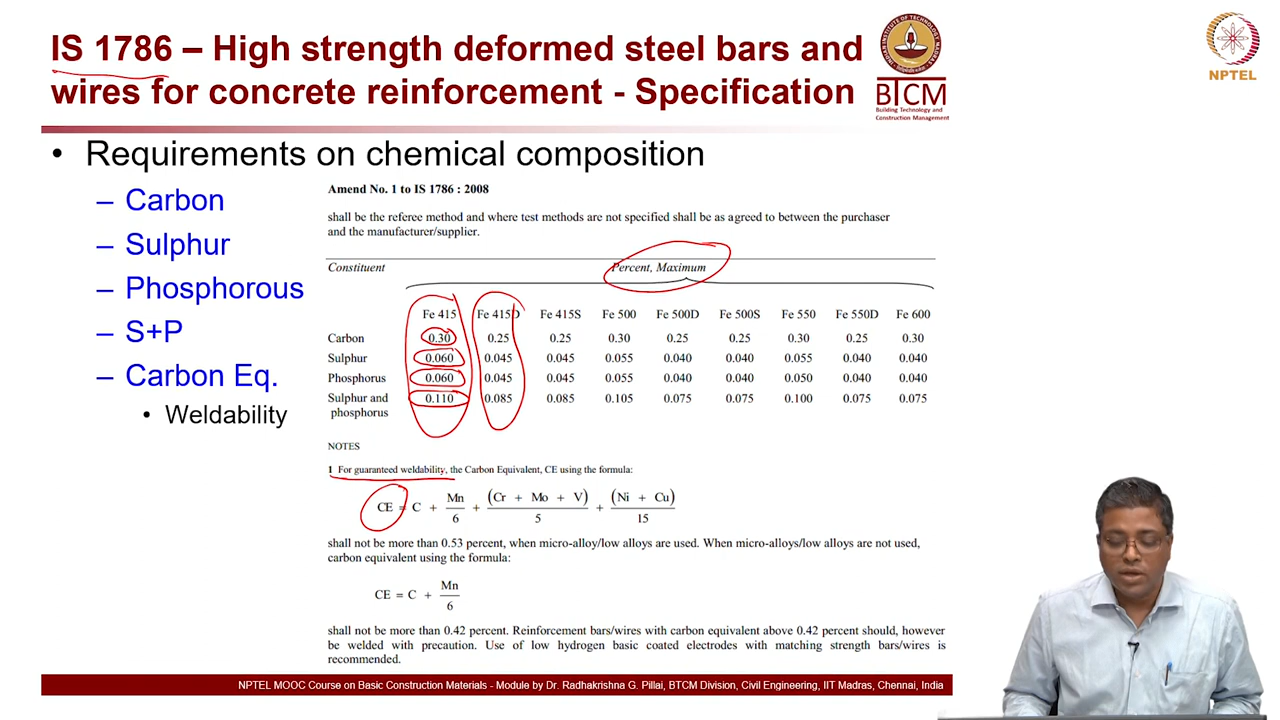 IS 1786 – High strength deformed steel bars and
wires for concrete reinforcement - Specification
BTCM
Building Technology and
Construction Management
NPTEL
• Requirements on chemical composition
– Carbon
– Sulphur
– Phosphorous
– S+P
– Carbon Eq.
• Weldability
Amend No. 1 to IS 1786 : 2008
shall be the referee method and where test methods are not specified shall be as agreed to between the purchaser
and the manufacturer/supplier.
Constituent Percent, Maximum
Fe 415 Fe 415D Fe 415S Fe 500 Fe 500D Fe 500S Fe 550 Fe 550D Fe 600
Carbon 0.30 0.25 0.25 0.30 0.25 0.25 0.30 0.25 0.30
Sulphur 0.060 0.045 0.045 0.055 0.040 0.040 0.055 0.040 0.040
Phosphorus 0.060 0.045 0.045 0.055 0.040 0.040 0.050 0.040 0.040
Sulphur and 0.110 0.085 0.085 0.105 0.075 0.075 0.100 0.075 0.075
phosphorus
NOTES
1 For guaranteed weldability, the Carbon Equivalent, CE using the formula:
CE = C + Mn/6 + (Cr + Mo + V)/5 + (Ni + Cu)/15
shall not be more than 0.53 percent, when micro-alloy/low alloys are used. When micro-alloys/low alloys are not used,
carbon equivalent using the formula:
CE = C + Mn/6
shall not be more than 0.42 percent. Reinforcement bars/wires with carbon equivalent above 0.42 percent should, however
be welded with precaution. Use of low hydrogen basic coated electrodes with matching strength bars/wires is
recommended.
NPTEL MOOC Course on Basic Construction Materials - Module by Dr. Radhakrishna G. Pillai, BTCM Division, Civil Engineering, IIT Madras, Chennai, India